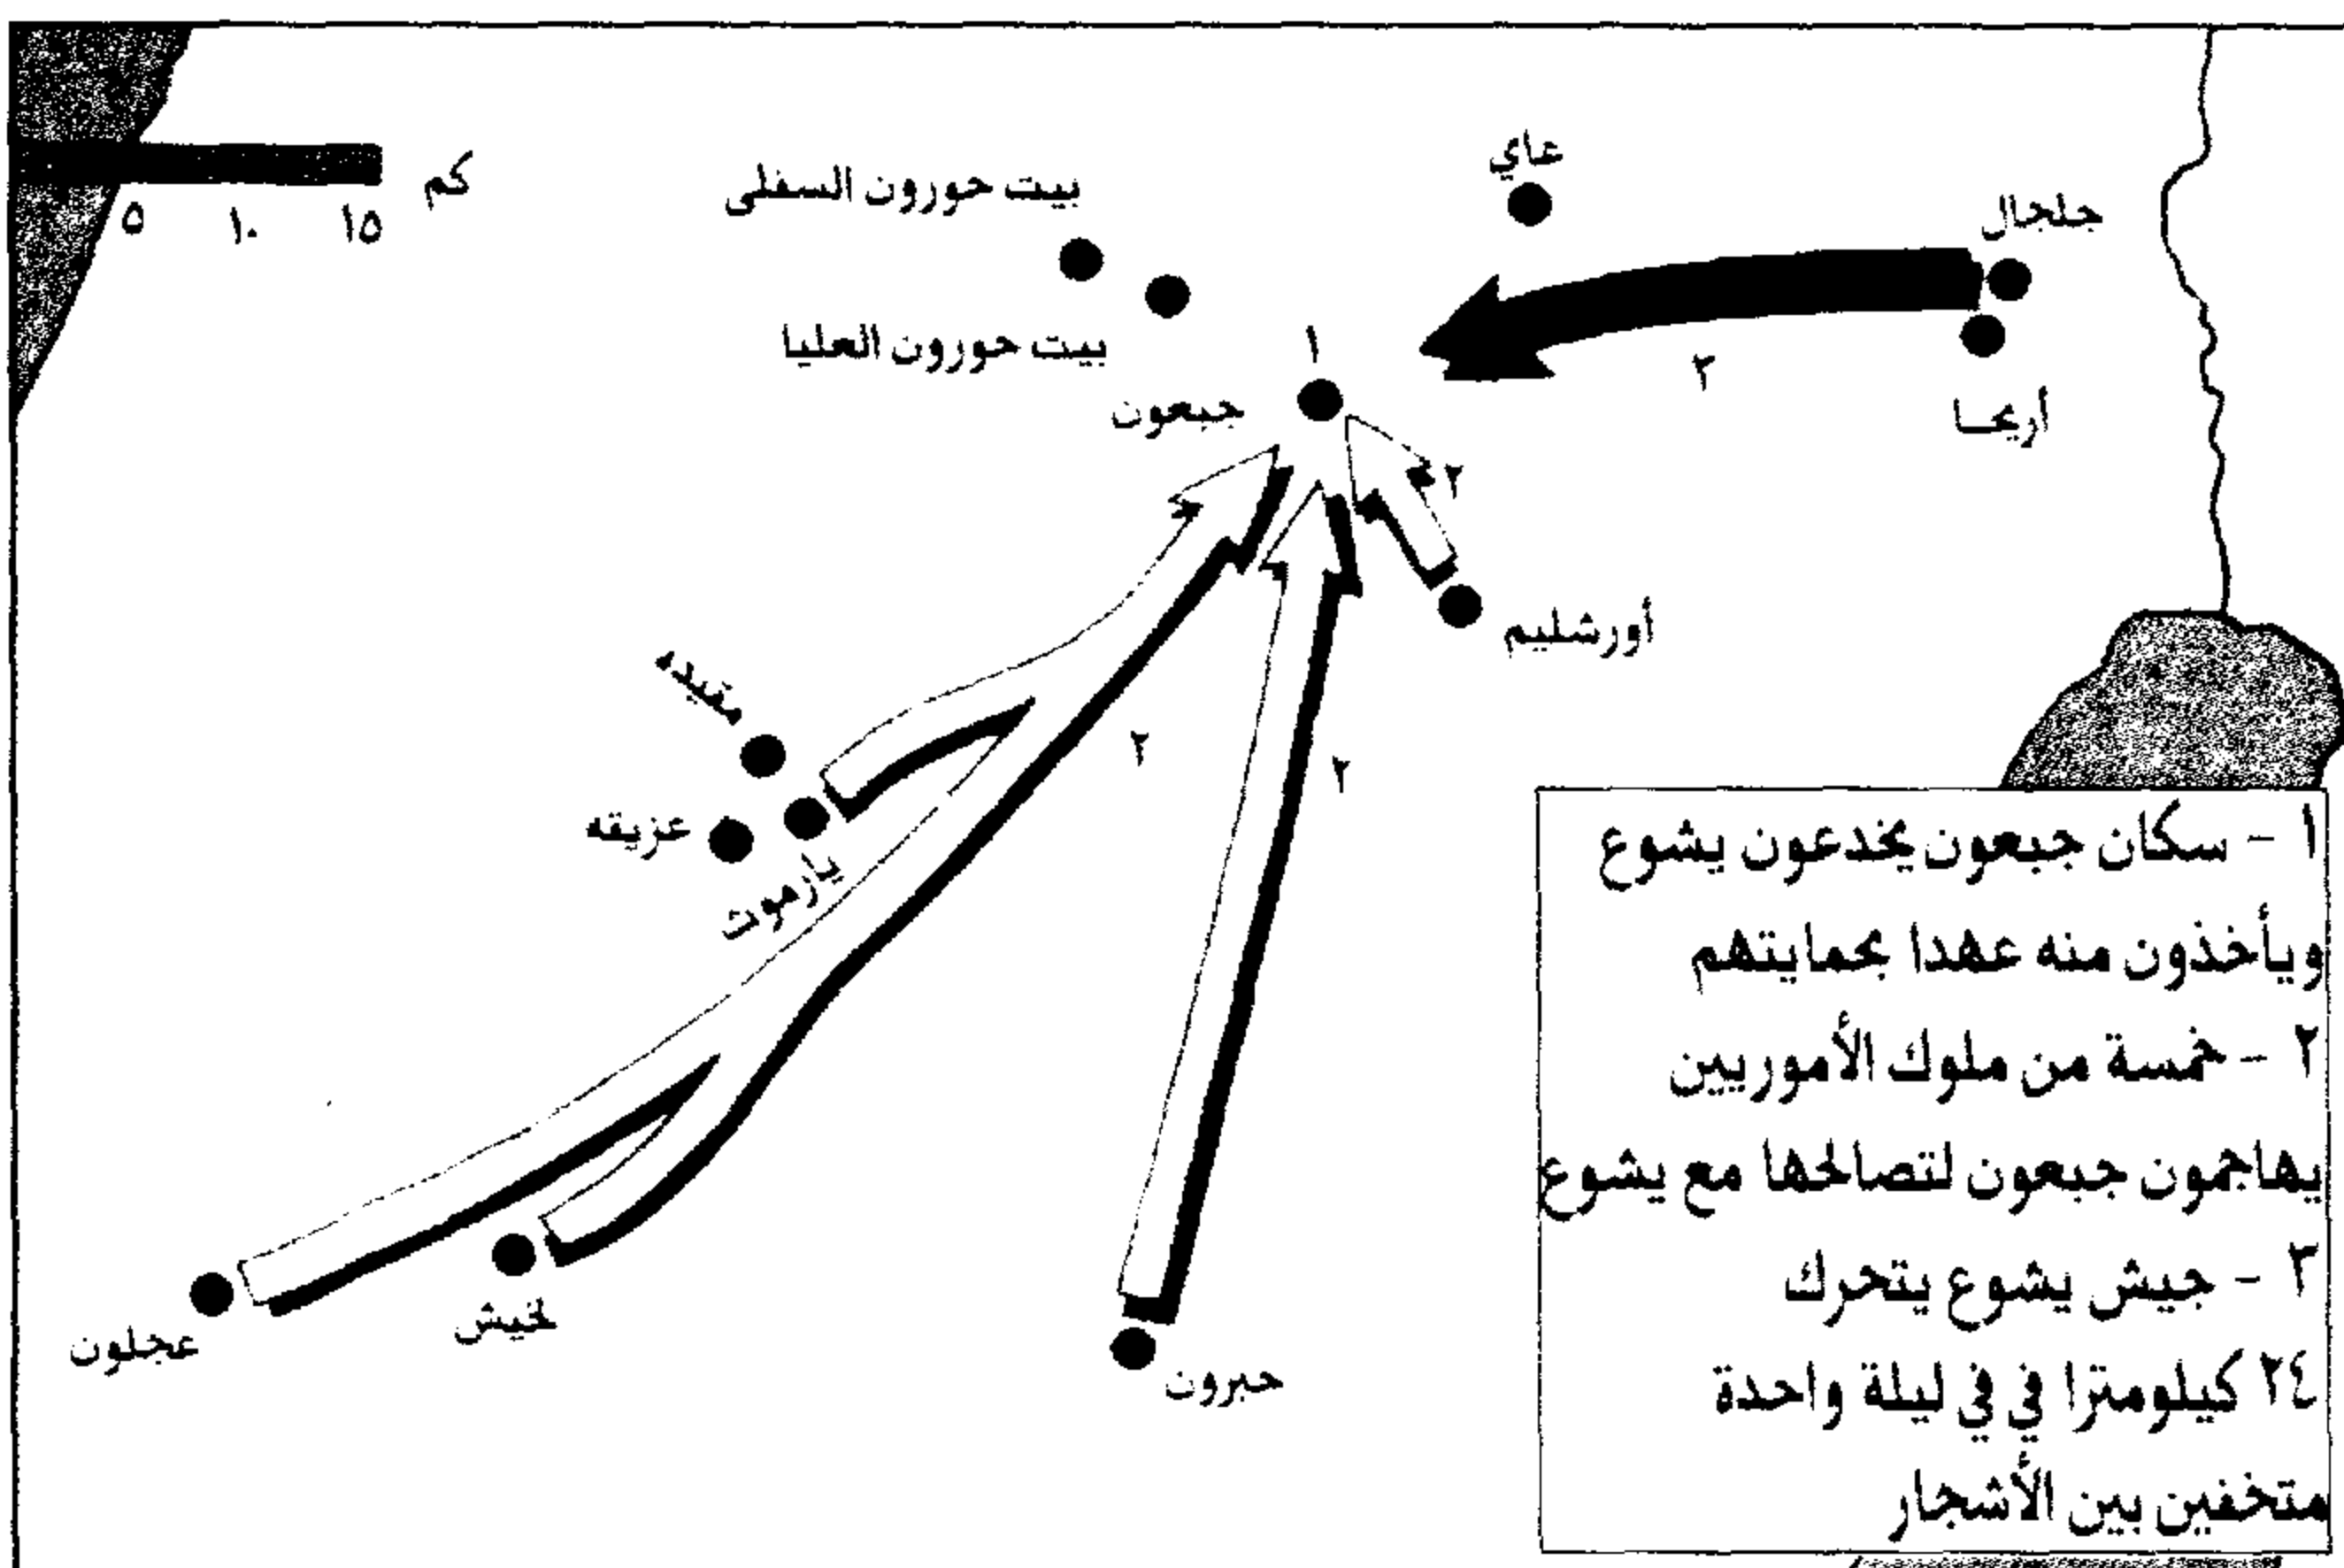 كم
٥ ١٠ ١٥
عاي
بيت حورون السفلى
جلجال
بيت حورون العليا
١
٣
جبعون
أريحا
٢
أورشليم
مقيده
٢
٢
عزيقه
يارموت
لخيش
عجلون
حبرون
١ - سكان جبعون يخدعون يشوع
ويأخذون منه عهدا بحمايتهم
٢ - خمسة من ملوك الأموريين
يهاجمون جبعون لتصالحها مع يشوع
٣ - جيش يشوع يتحرك
٢٤ كيلومترا في في ليلة واحدة
متخفين بين الأشجار